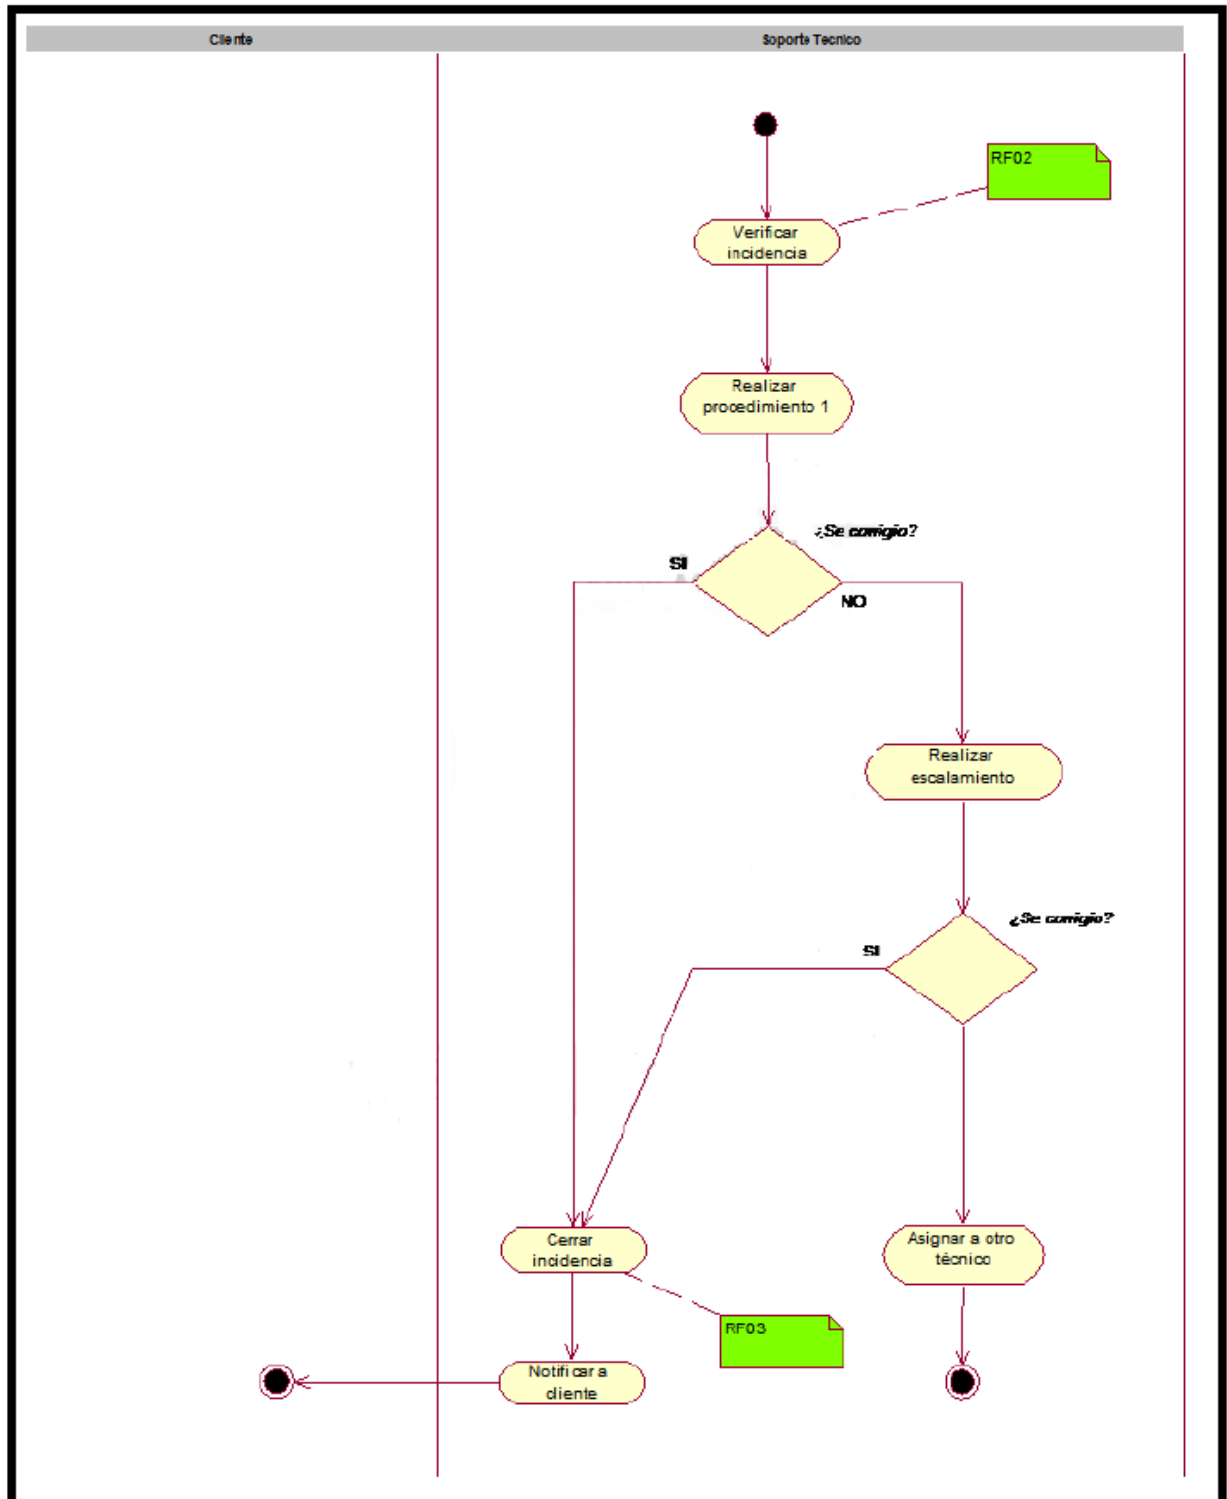 Cliente
Soporte Tecnico
RF02
Verificar
incidencia
Realizar
procedimiento 1
¿Se corrigio?
SI
NO
Realizar
escalamiento
¿Se corrigio?
SI
Cerrar
incidencia
Asignar a otro
técnico
RF03
Notificar a
cliente